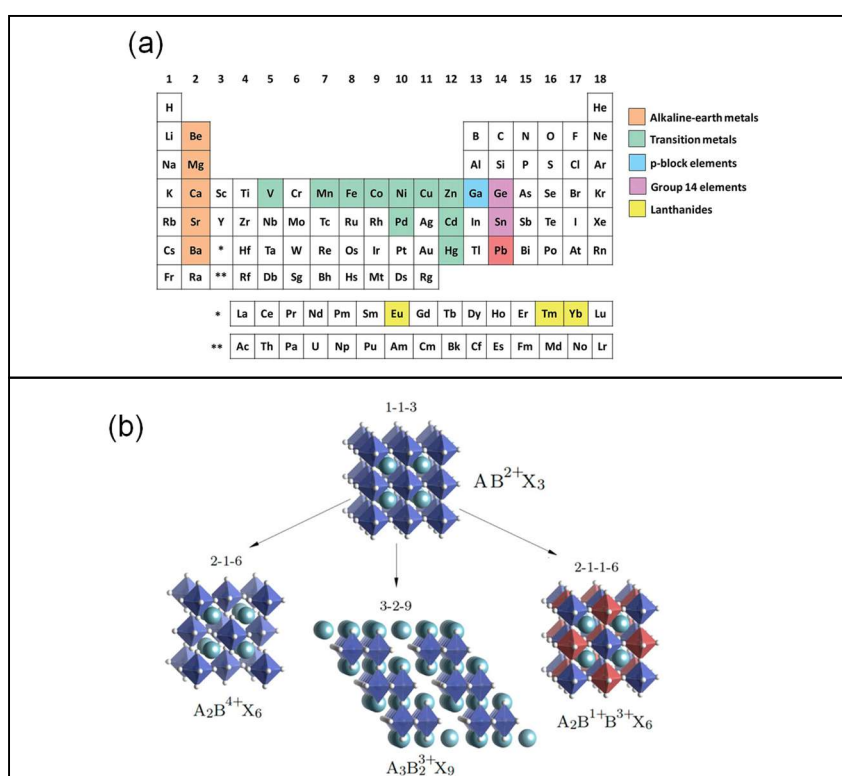 (a)
1 2 3 4 5 6 7 8 9 10 11 12 13 14 15 16 17 18
H He
Li Be B C N O F Ne
Na Mg Al Si P S Cl Ar
K Ca Sc Ti V Cr Mn Fe Co Ni Cu Zn Ga Ge As Se Br Kr
Rb Sr Y Zr Nb Mo Tc Ru Rh Pd Ag Cd In Sn Sb Te I Xe
Cs Ba * Hf Ta W Re Os Ir Pt Au Hg Tl Pb Bi Po At Rn
Fr Ra ** Rf Db Sg Bh Hs Mt Ds Rg
* La Ce Pr Nd Pm Sm Eu Gd Tb Dy Ho Er Tm Yb Lu
** Ac Th Pa U Np Pu Am Cm Bk Cf Es Fm Md No Lr
Alkaline-earth metals
Transition metals
p-block elements
Group 14 elements
Lanthanides
(b)
1-1-3
AB²⁺X₃
2-1-6
A₂B⁴⁺X₆
3-2-9
A₃B₂³⁺X₉
2-1-1-6
A₂B¹⁺B³⁺X₆